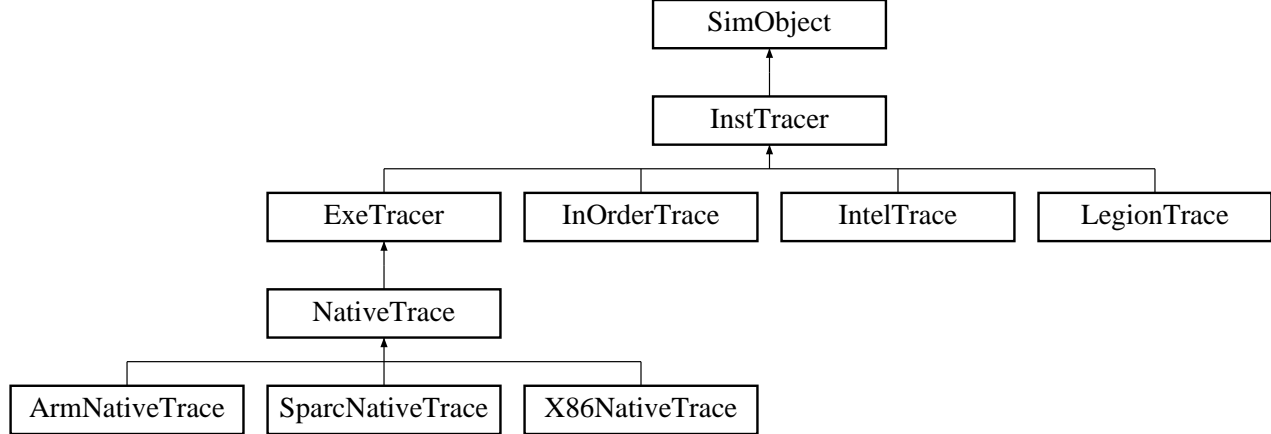 SimObject
InstTracer
ExeTracer
InOrderTrace
IntelTrace
LegionTrace
NativeTrace
ArmNativeTrace
SparcNativeTrace
X86NativeTrace